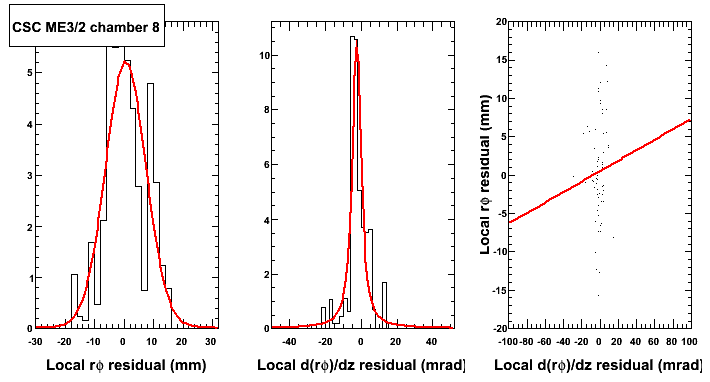 CSC ME3/2 chamber 8
5
4
3
2
1
0
-30 -20 -10 0 10 20 30
Local rϕ residual (mm)
10
8
6
4
2
0
-40 -20 0 20 40
Local d(rϕ)/dz residual (mrad)
Local rϕ residual (mm)
20
15
10
5
0
-5
-10
-15
-20
-100 -80 -60 -40 -20 0 20 40 60 80 100
Local d(rϕ)/dz residual (mrad)